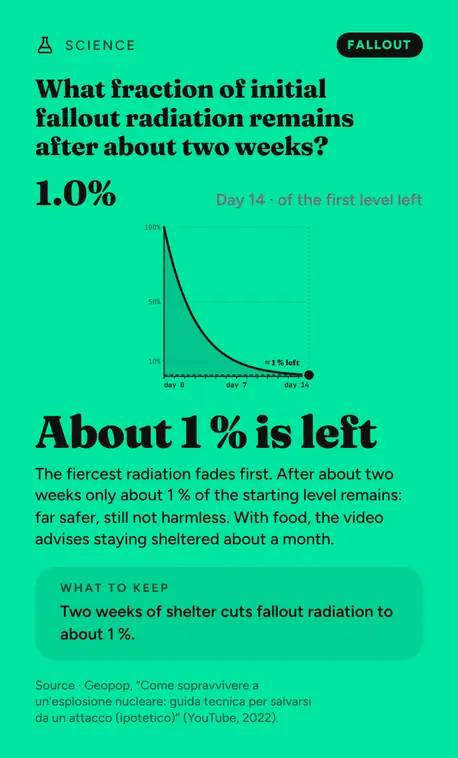 SCIENCE
FALLOUT
What fraction of initial
fallout radiation remains
after about two weeks?
1.0%
Day 14 · of the first level left
100%
50%
10%
≈ 1 % left
day 0
day 7
day 14
About 1 % is left
The fiercest radiation fades first. After about two
weeks only about 1 % of the starting level remains:
far safer, still not harmless. With food, the video
advises staying sheltered about a month.
WHAT TO KEEP
Two weeks of shelter cuts fallout radiation to
about 1 %.
Source · Geopop, “Come sopravvivere a
un'esplosione nucleare: guida tecnica per salvarsi
da un attacco (ipotetico)” (YouTube, 2022).